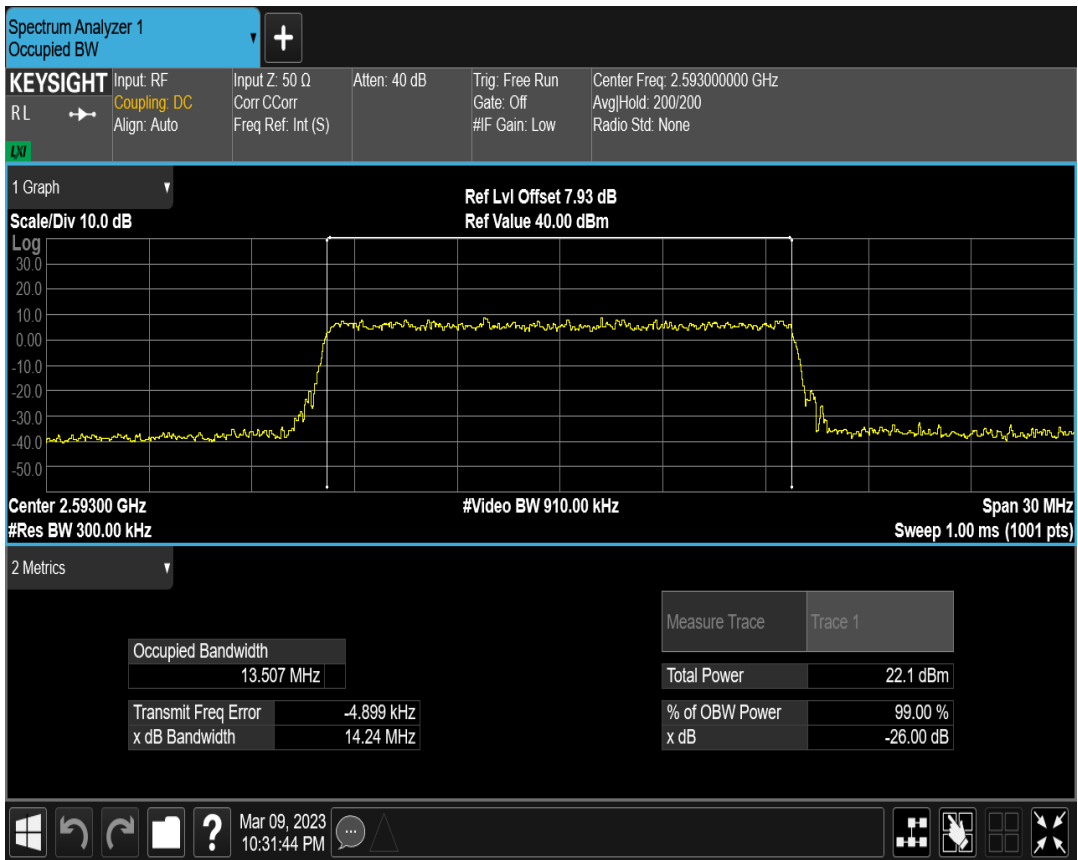 Spectrum Analyzer 1
Occupied BW
+
KEYSIGHT
RL
LXI
Input: RF
Coupling: DC
Align: Auto
Input Z: 50 Ω
Corr CCorr
Freq Ref: Int (S)
Atten: 40 dB
Trig: Free Run
Gate: Off
#IF Gain: Low
Center Freq: 2.593000000 GHz
Avg|Hold: 200/200
Radio Std: None
1 Graph
Scale/Div 10.0 dB
Ref Lvl Offset 7.93 dB
Ref Value 40.00 dBm
Log
30.0
20.0
10.0
0.00
-10.0
-20.0
-30.0
-40.0
-50.0
Center 2.59300 GHz
#Video BW 910.00 kHz
Span 30 MHz
#Res BW 300.00 kHz
Sweep 1.00 ms (1001 pts)
2 Metrics
Measure Trace
Trace 1
Occupied Bandwidth
13.507 MHz
Total Power
22.1 dBm
Transmit Freq Error
-4.899 kHz
% of OBW Power
99.00 %
x dB Bandwidth
14.24 MHz
x dB
-26.00 dB
?
Mar 09, 2023
10:31:44 PM